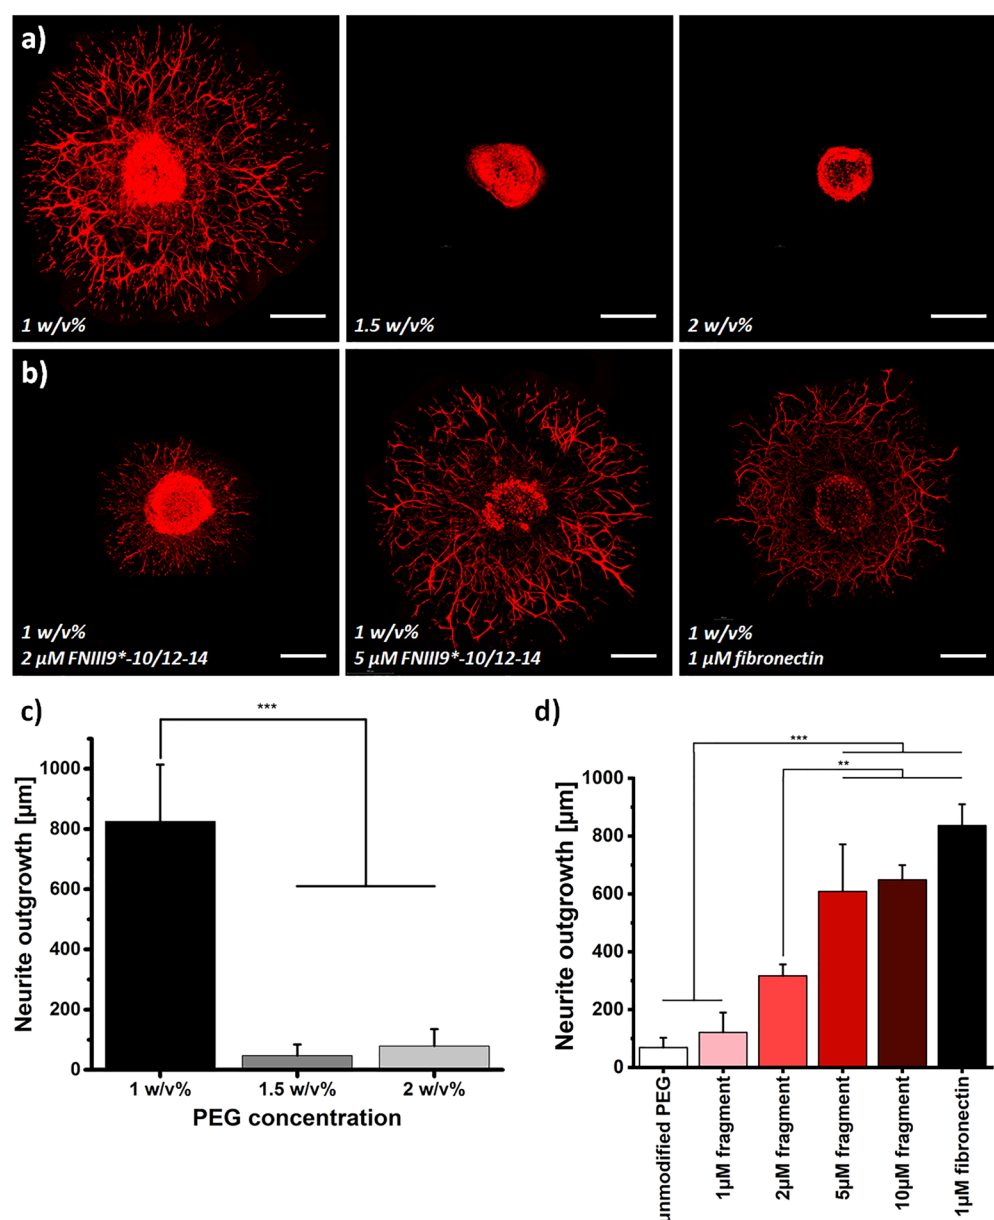 a)
1 w/v%
1.5 w/v%
2 w/v%
b)
1 w/v%
2 μM FNIII9*-10/12-14
1 w/v%
5 μM FNIII9*-10/12-14
1 w/v%
1 μM fibronectin
c)
***
Neurite outgrowth [μm]
1000
800
600
400
200
0
1 w/v%
1.5 w/v%
2 w/v%
PEG concentration
d)
***
**
Neurite outgrowth [μm]
1000
800
600
400
200
0
unmodified PEG
1μM fragment
2μM fragment
5μM fragment
10μM fragment
1μM fibronectin